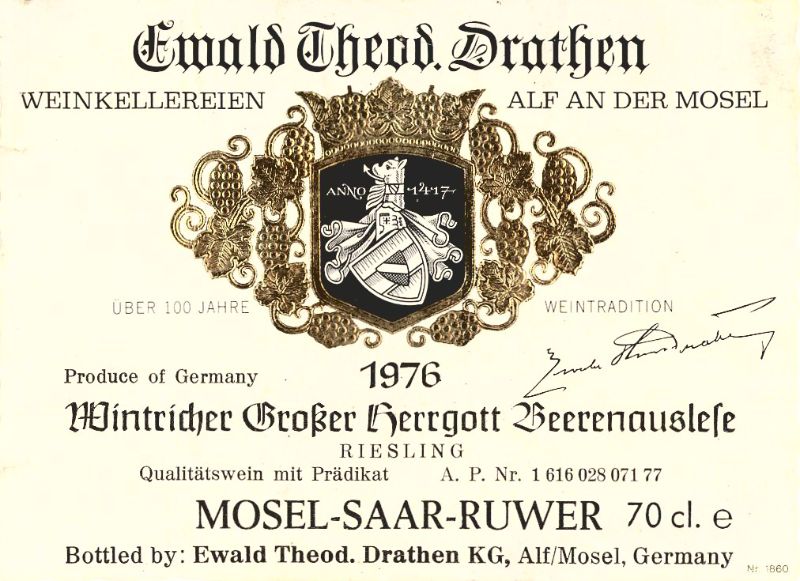 Ewald Theod. Drathen
WEINKELLEREIEN ALF AN DER MOSEL
ANNO 1417
ÜBER 100 JAHRE WEINTRADITION
Produce of Germany 1976
Wintricher Großer Herrgott Beerenauslese
RIESLING
Qualitätswein mit Prädikat A. P. Nr. 1 616 028 071 77
MOSEL-SAAR-RUWER 70 cl. e
Bottled by: Ewald Theod. Drathen KG, Alf/Mosel, Germany
Nr. 1860